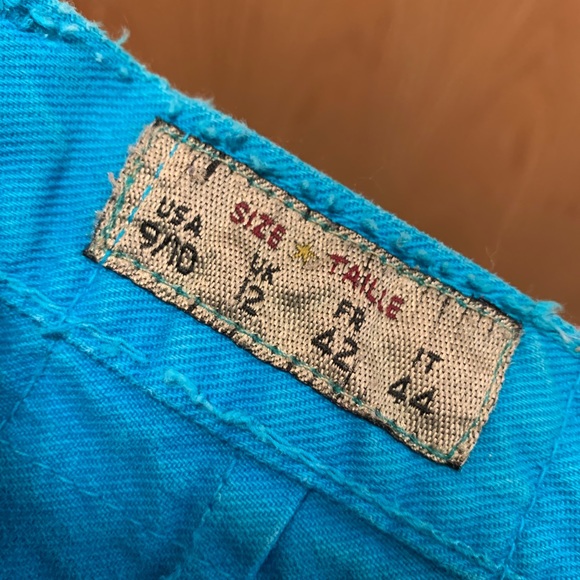 SIZE ★ TAILLE
USA UK FR IT
9/10 12 42 44